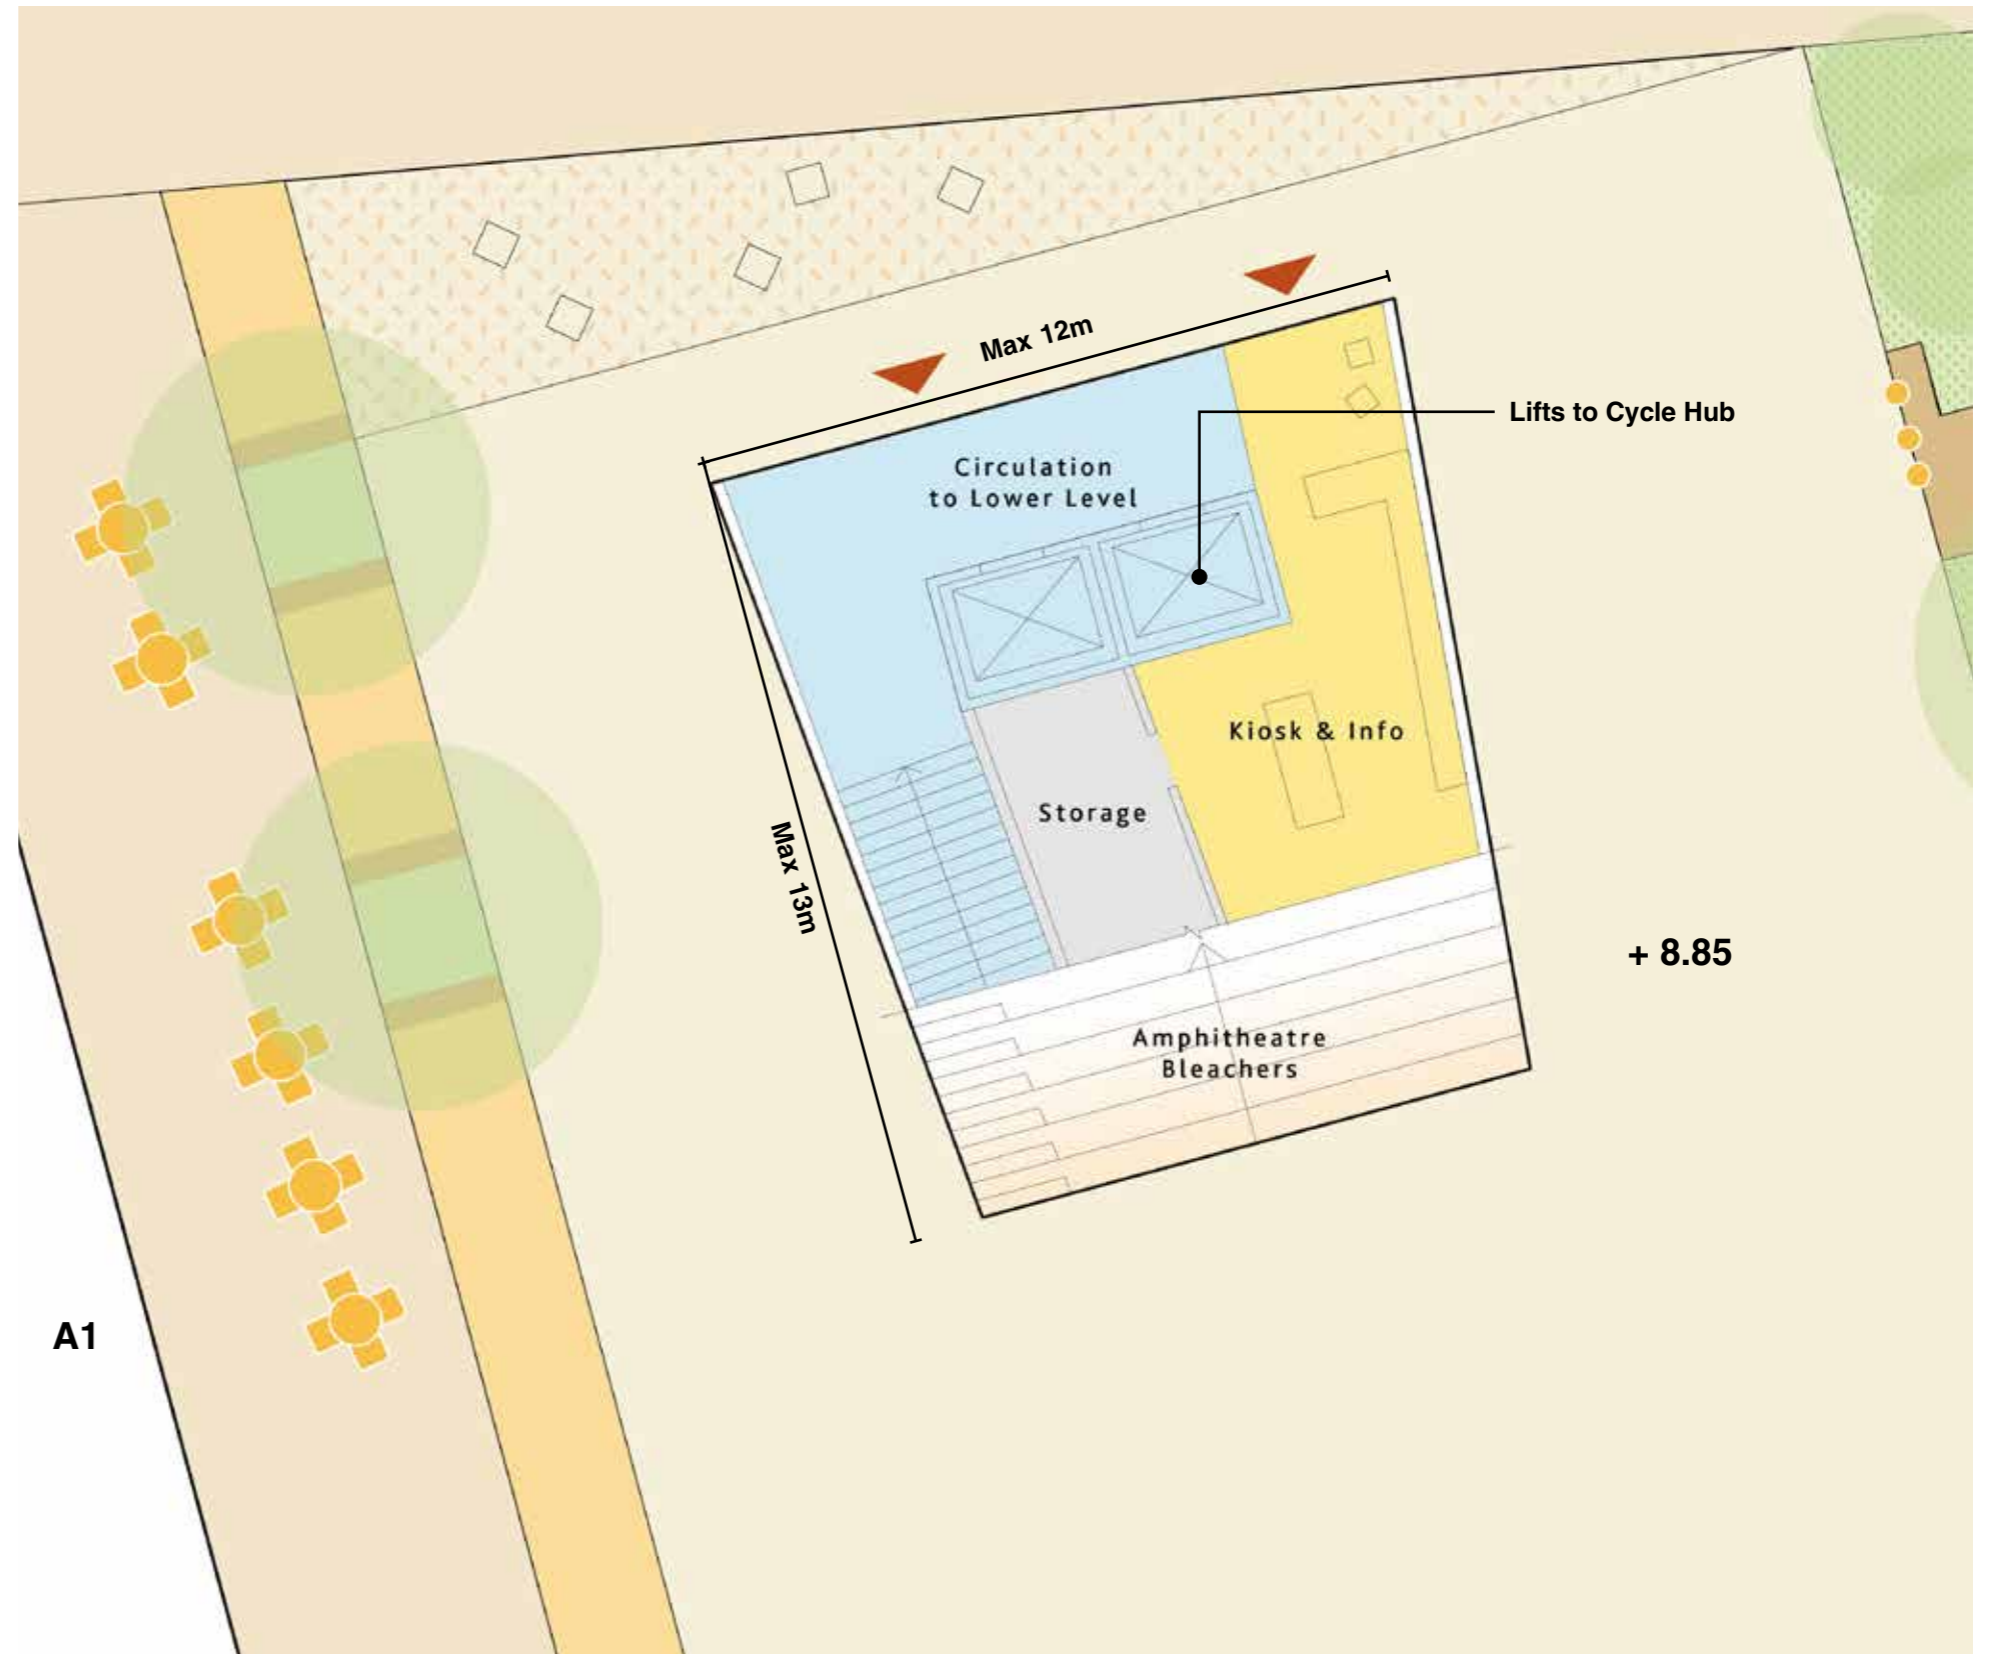 Max 12m
Lifts to Cycle Hub
Circulation
to Lower Level
Kiosk & Info
Storage
Max 13m
+ 8.85
Amphitheatre
Bleachers
A1